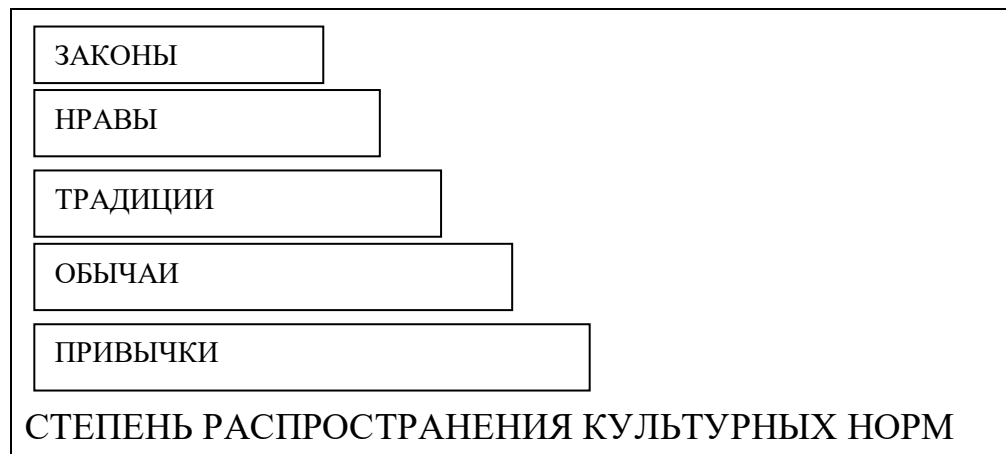 ЗАКОНЫ
НРАВЫ
ТРАДИЦИИ
ОБЫЧАИ
ПРИВЫЧКИ
СТЕПЕНЬ РАСПРОСТРАНЕНИЯ КУЛЬТУРНЫХ НОРМ